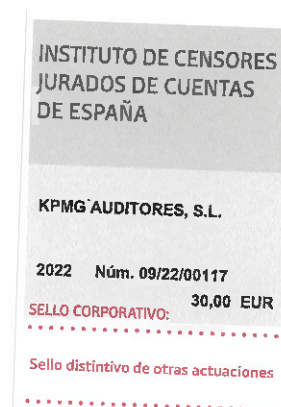 INSTITUTO DE CENSORES
JURADOS DE CUENTAS
DE ESPAÑA
KPMG AUDITORES, S.L.
2022 Núm. 09/22/00117
30,00 EUR
SELLO CORPORATIVO:
Sello distintivo de otras actuaciones